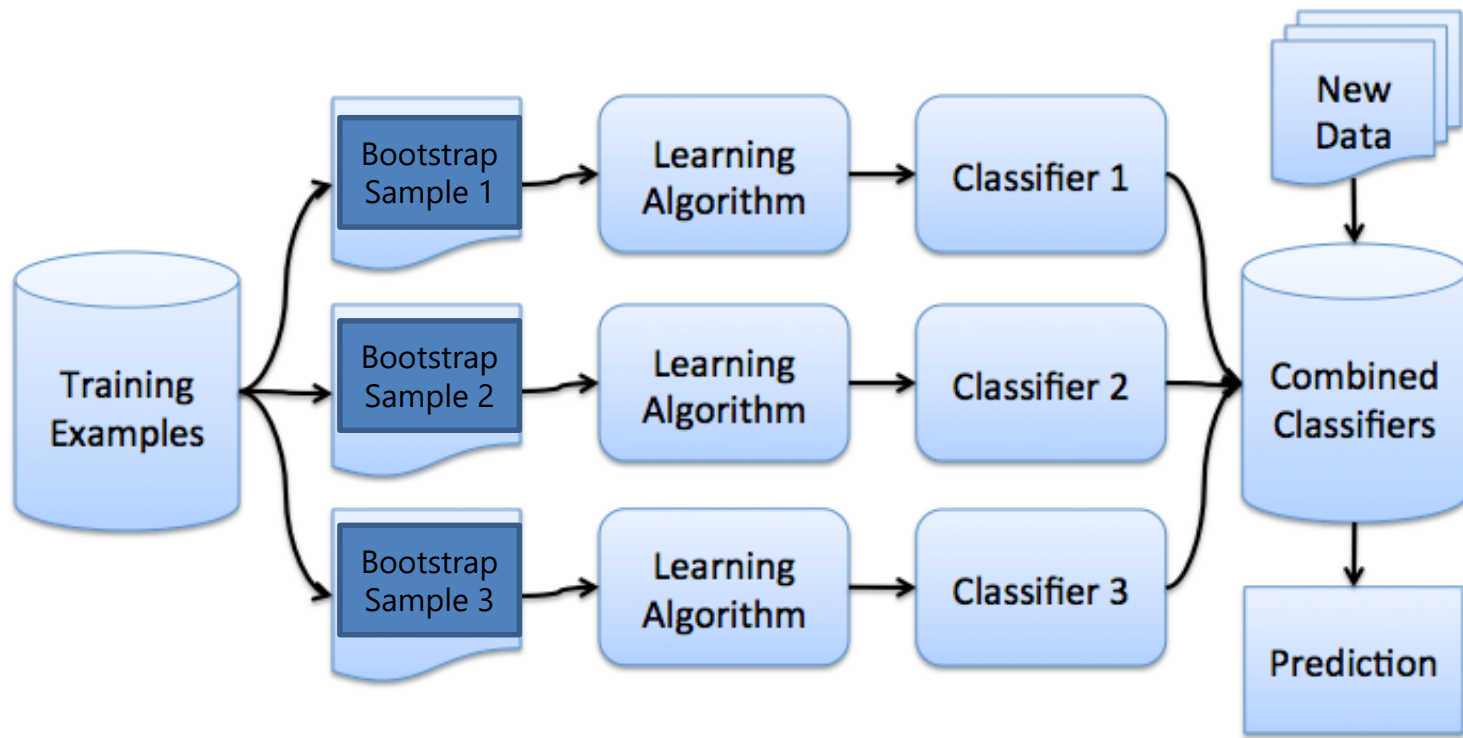 Training
Examples
Bootstrap
Sample 1
Learning
Algorithm
Classifier 1
Bootstrap
Sample 2
Learning
Algorithm
Classifier 2
Bootstrap
Sample 3
Learning
Algorithm
Classifier 3
New
Data
Combined
Classifiers
Prediction